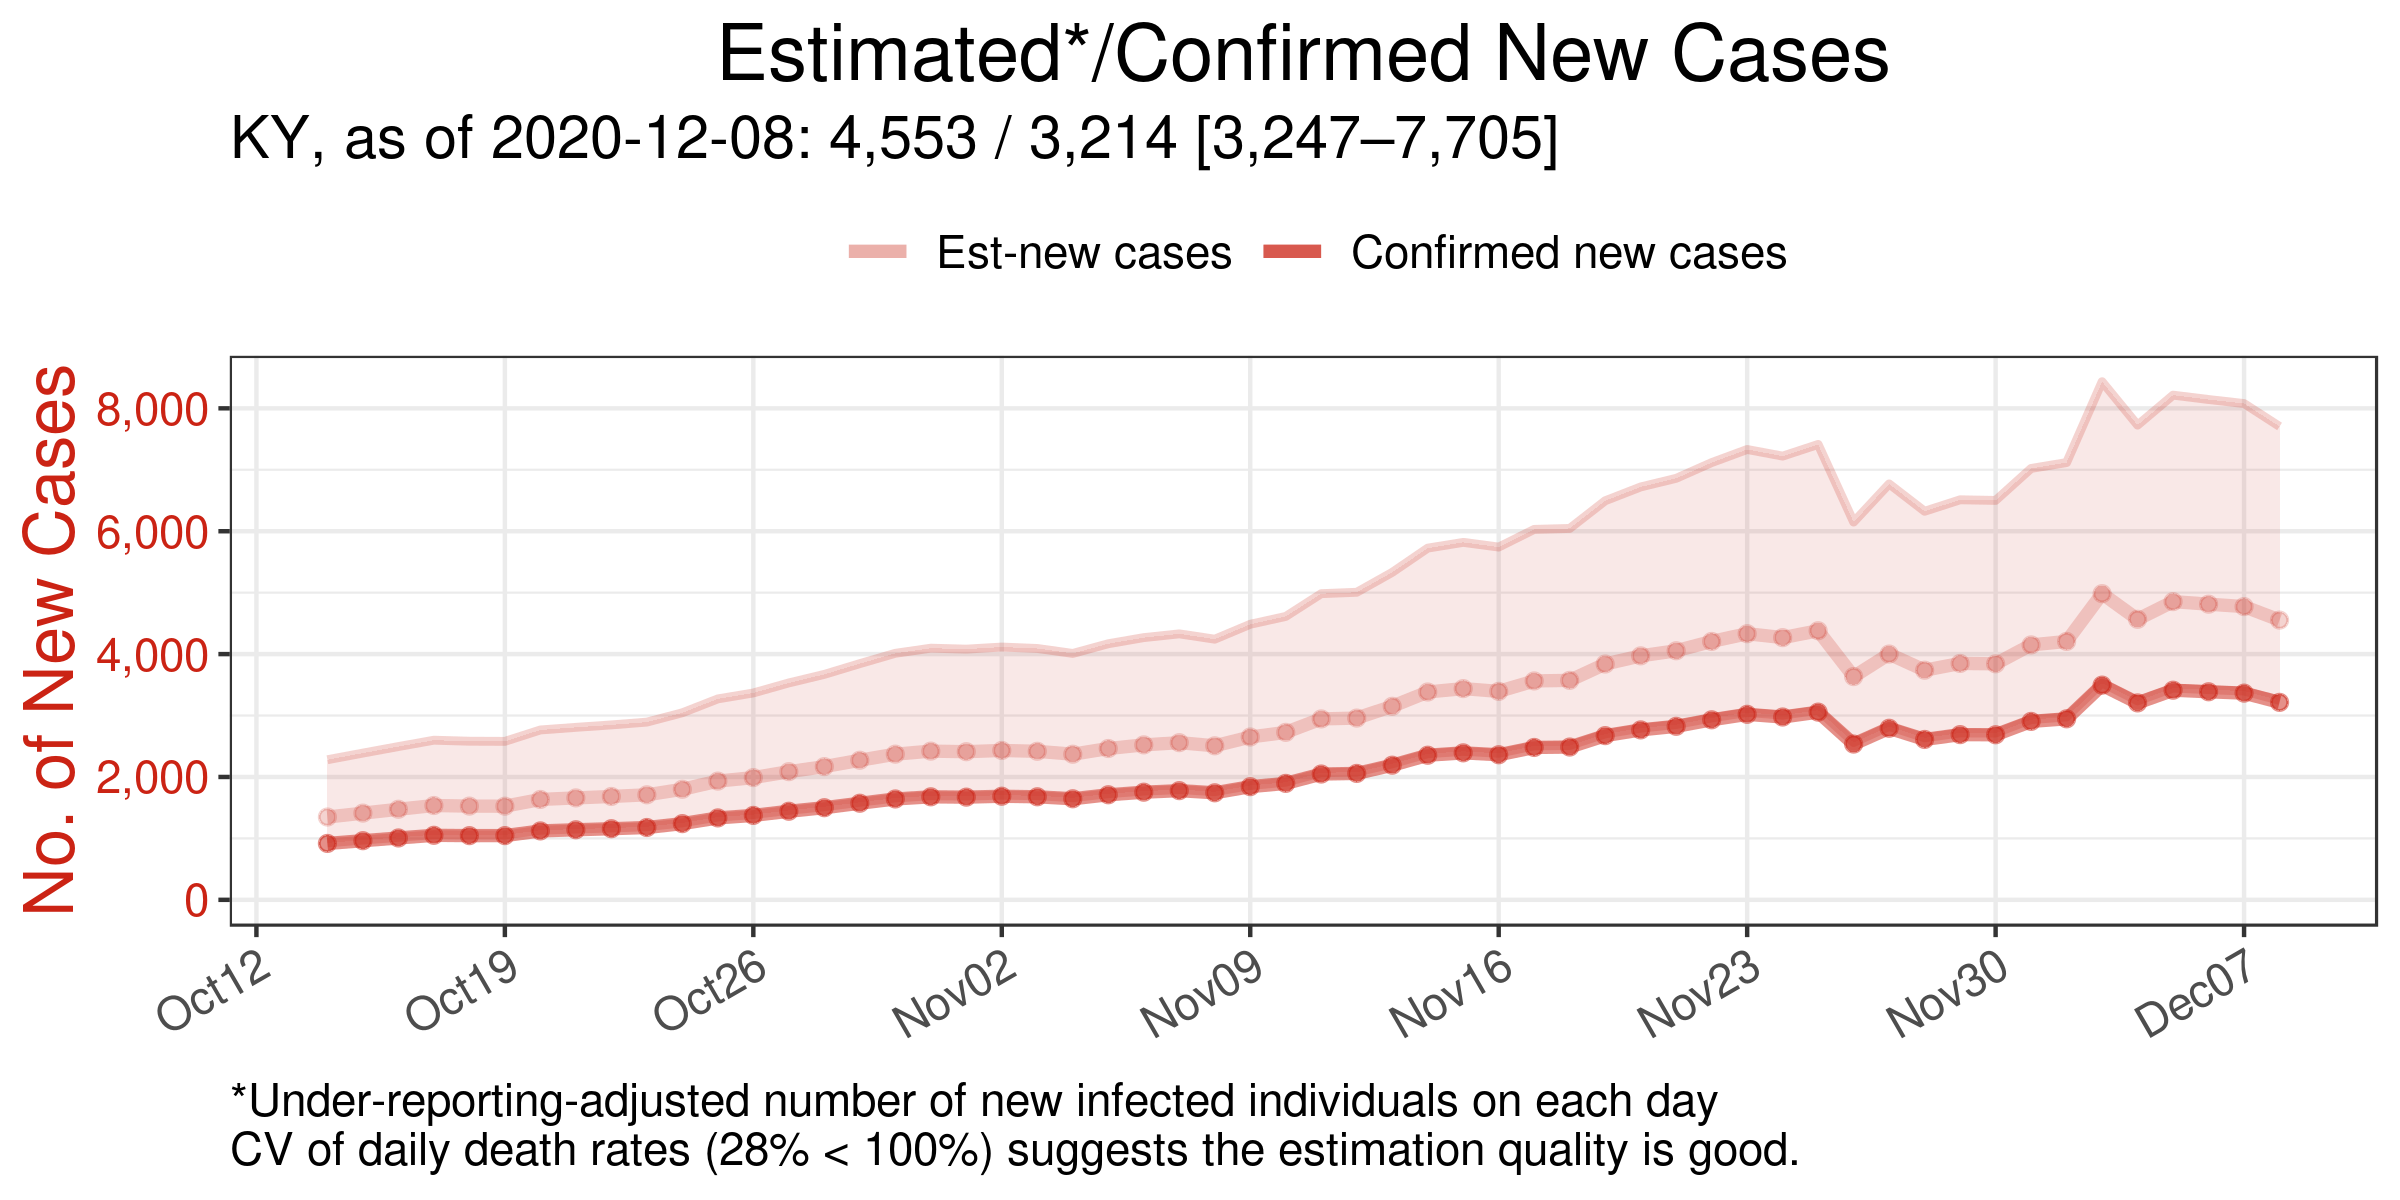 Estimated*/Confirmed New Cases
KY, as of 2020-12-08: 4,553 / 3,214 [3,247–7,705]
Est-new cases
Confirmed new cases
No. of New Cases
8,000
6,000
4,000
2,000
0
Oct12
Oct19
Oct26
Nov02
Nov09
Nov16
Nov23
Nov30
Dec07
*Under-reporting-adjusted number of new infected individuals on each day
CV of daily death rates (28% < 100%) suggests the estimation quality is good.